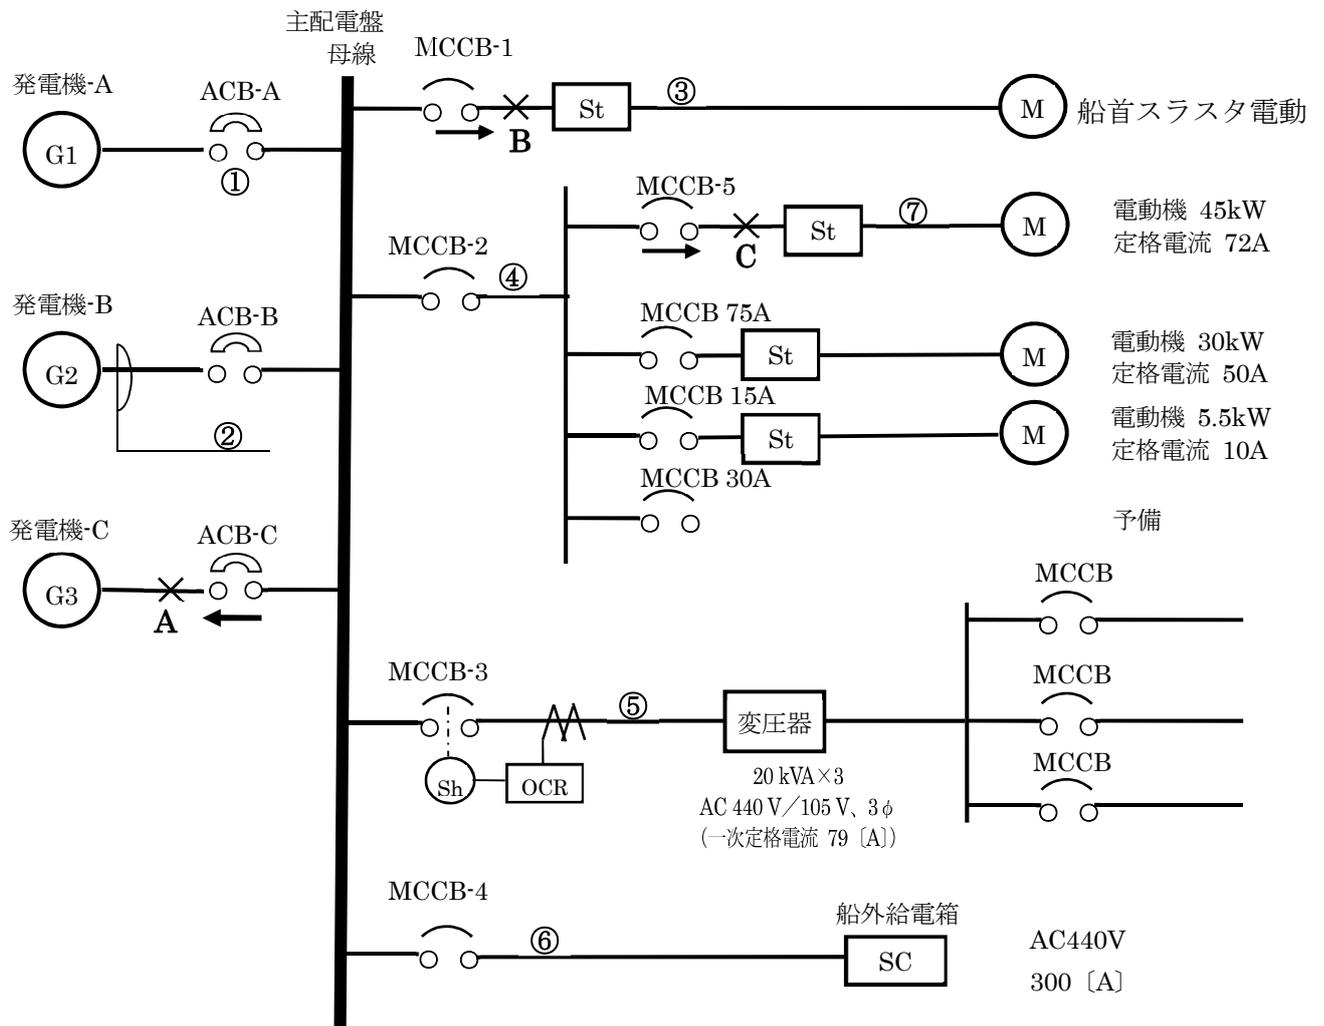 主配電盤
母線
発電機-A
ACB-A
G1
①
MCCB-1
B
St
③
M
船首スラスタ電動
MCCB-2
④
MCCB-5
C
St
⑦
M
電動機 45kW
定格電流 72A
発電機-B
ACB-B
G2
②
MCCB 75A
St
M
電動機 30kW
定格電流 50A
MCCB 15A
St
M
電動機 5.5kW
定格電流 10A
MCCB 30A
予備
発電機-C
ACB-C
G3
A
MCCB-3
Sh
OCR
⑤
変圧器
20 kVA×3
AC 440 V／105 V、3φ
(一次定格電流 79〔A〕)
MCCB
MCCB
MCCB
MCCB-4
⑥
船外給電箱
SC
AC440V
300〔A〕